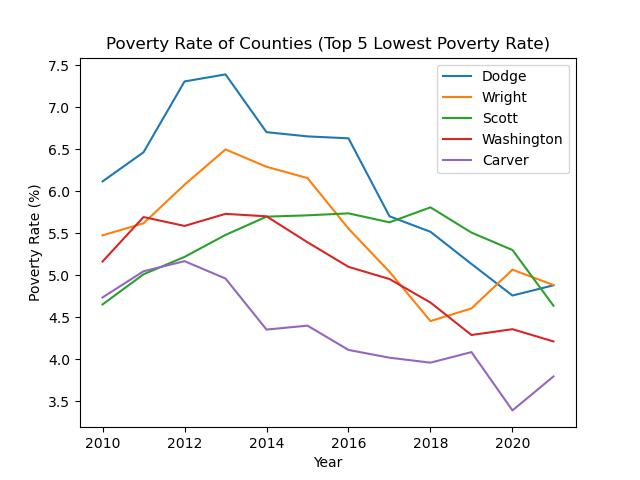 Poverty Rate of Counties (Top 5 Lowest Poverty Rate)
7.5
7.0
6.5
6.0
5.5
5.0
4.5
4.0
3.5
Poverty Rate (%)
Dodge
Wright
Scott
Washington
Carver
2010 2012 2014 2016 2018 2020
Year